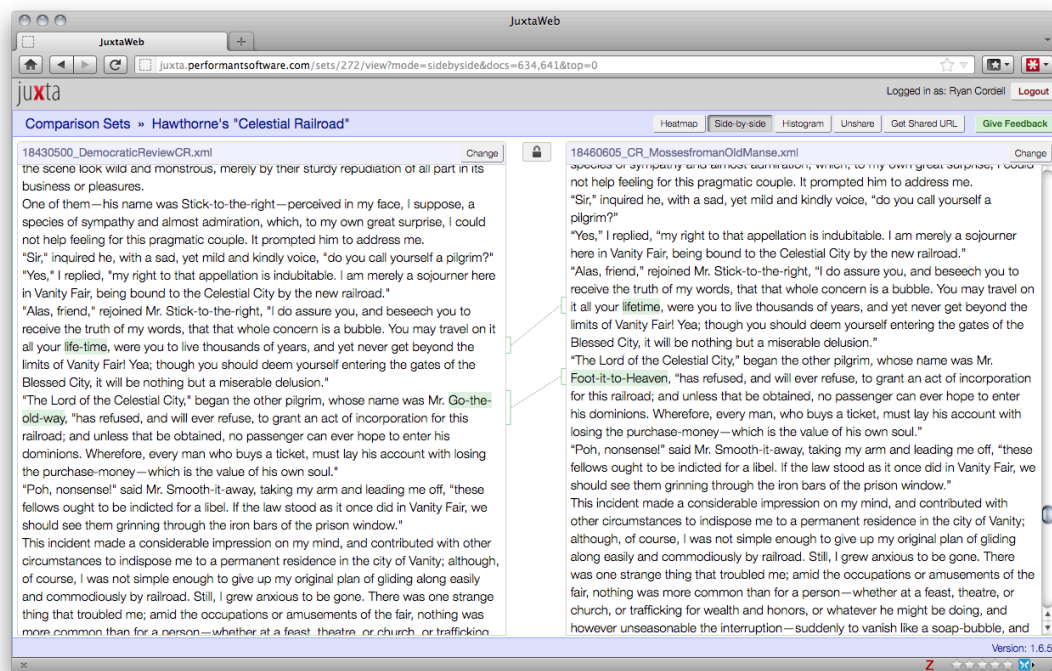 JuxtaWeb
JuxtaWeb
juxta.performantsoftware.com/sets/272/view?mode=sidebyside&docs=634,641&top=0
juxta
Logged in as: Ryan Cordell
Logout
Comparison Sets » Hawthorne's "Celestial Railroad"
Heatmap
Side-by-side
Histogram
Unshare
Get Shared URL
Give Feedback
18430500_DemocraticReviewCR.xml
Change
the scene look wild and monstrous, merely by their sturdy repudiation of all part in its
business or pleasures.
One of them—his name was Stick-to-the-right—perceived in my face, I suppose, a
species of sympathy and almost admiration, which, to my own great surprise, I could
not help feeling for this pragmatic couple. It prompted him to address me.
"Sir," inquired he, with a sad, yet mild and kindly voice, "do you call yourself a pilgrim?"
"Yes," I replied, "my right to that appellation is indubitable. I am merely a sojourner here
in Vanity Fair, being bound to the Celestial City by the new railroad."
"Alas, friend," rejoined Mr. Stick-to-the-right, "I do assure you, and beseech you to
receive the truth of my words, that that whole concern is a bubble. You may travel on it
all your life-time, were you to live thousands of years, and yet never get beyond the
limits of Vanity Fair! Yea; though you should deem yourself entering the gates of the
Blessed City, it will be nothing but a miserable delusion."
"The Lord of the Celestial City," began the other pilgrim, whose name was Mr. Go-the-
old-way, "has refused, and will ever refuse, to grant an act of incorporation for this
railroad; and unless that be obtained, no passenger can ever hope to enter his
dominions. Wherefore, every man who buys a ticket, must lay his account with losing
the purchase-money—which is the value of his own soul."
"Poh, nonsense!" said Mr. Smooth-it-away, taking my arm and leading me off, "these
fellows ought to be indicted for a libel. If the law stood as it once did in Vanity Fair, we
should see them grinning through the iron bars of the prison window."
This incident made a considerable impression on my mind, and contributed with other
circumstances to indispose me to a permanent residence in the city of Vanity; although,
of course, I was not simple enough to give up my original plan of gliding along easily
and commodiously by railroad. Still, I grew anxious to be gone. There was one strange
thing that troubled me; amid the occupations or amusements of the fair, nothing was
more common than for a person—whether at a feast, theatre, or church, or trafficking
18460605_CR_MossesfromanOldManse.xml
Change
species of sympathy and almost admiration, which, to my own great surprise, I could
not help feeling for this pragmatic couple. It prompted him to address me.
“Sir,” inquired he, with a sad, yet mild and kindly voice, “do you call yourself a
pilgrim?”
“Yes,” I replied, “my right to that appellation is indubitable. I am merely a sojourner
here in Vanity Fair, being bound to the Celestial City by the new railroad.”
“Alas, friend,” rejoined Mr. Stick-to-the-right, “I do assure you, and beseech you to
receive the truth of my words, that that whole concern is a bubble. You may travel on
it all your lifetime, were you to live thousands of years, and yet never get beyond the
limits of Vanity Fair! Yea; though you should deem yourself entering the gates of the
Blessed City, it will be nothing but a miserable delusion.”
“The Lord of the Celestial City,” began the other pilgrim, whose name was Mr.
Foot-it-to-Heaven, “has refused, and will ever refuse, to grant an act of incorporation
for this railroad; and unless that be obtained, no passenger can ever hope to enter
his dominions. Wherefore, every man, who buys a ticket, must lay his account with
losing the purchase-money—which is the value of his own soul.”
“Poh, nonsense!” said Mr. Smooth-it-away, taking my arm and leading me off, “these
fellows ought to be indicted for a libel. If the law stood as it once did in Vanity Fair, we
should see them grinning through the iron bars of the prison window.”
This incident made a considerable impression on my mind, and contributed with
other circumstances to indispose me to a permanent residence in the city of Vanity;
although, of course, I was not simple enough to give up my original plan of gliding
along easily and commodiously by railroad. Still, I grew anxious to be gone. There
was one strange thing that troubled me; amid the occupations or amusements of the
fair, nothing was more common than for a person—whether at a feast, theatre, or
church, or trafficking for wealth and honors, or whatever he might be doing, and
however unseasonable the interruption—suddenly to vanish like a soap-bubble, and
Version: 1.6.5
Z